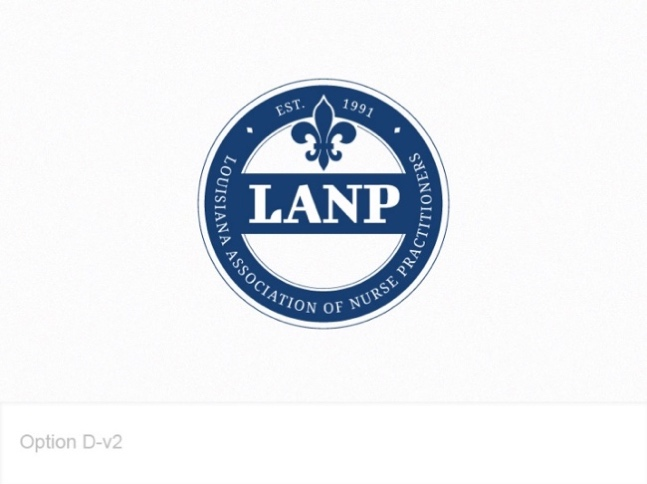 EST. 1991
LANP
LOUISIANA ASSOCIATION OF NURSE PRACTITIONERS
Option D-v2